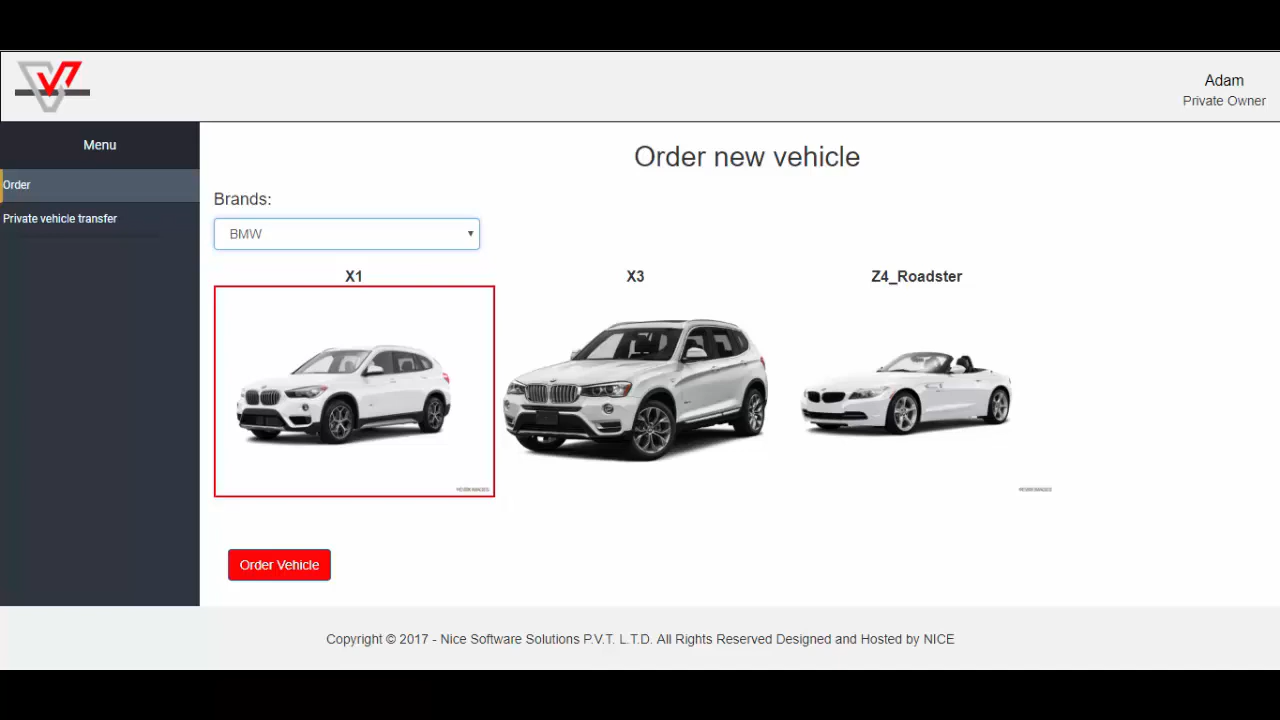 Adam
Private Owner
Menu
Order
Private vehicle transfer
Order new vehicle
Brands:
BMW
X1
X3
Z4_Roadster
Order Vehicle
Copyright © 2017 - Nice Software Solutions P.V.T. L.T.D. All Rights Reserved Designed and Hosted by NICE